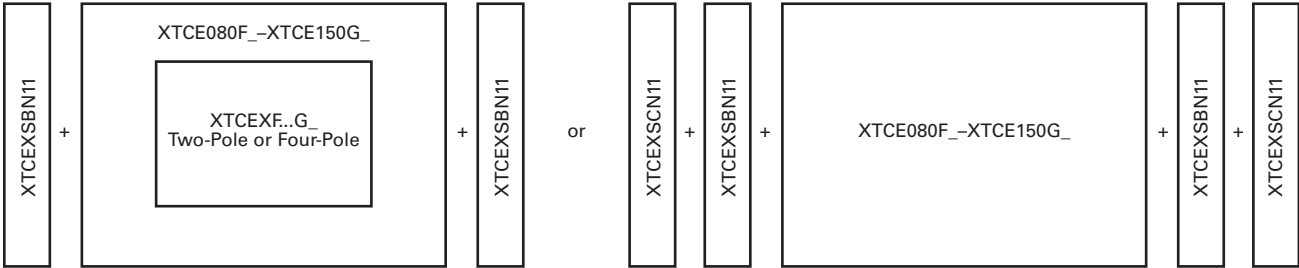 XTCEXSBN11
+
XTCE080F_–XTCE150G_
XTCEXF...G_
Two-Pole or Four-Pole
+
XTCEXSBN11
or
XTCEXSCN11
+
XTCEXSBN11
+
XTCE080F_–XTCE150G_
+
XTCEXSBN11
+
XTCEXSCN11